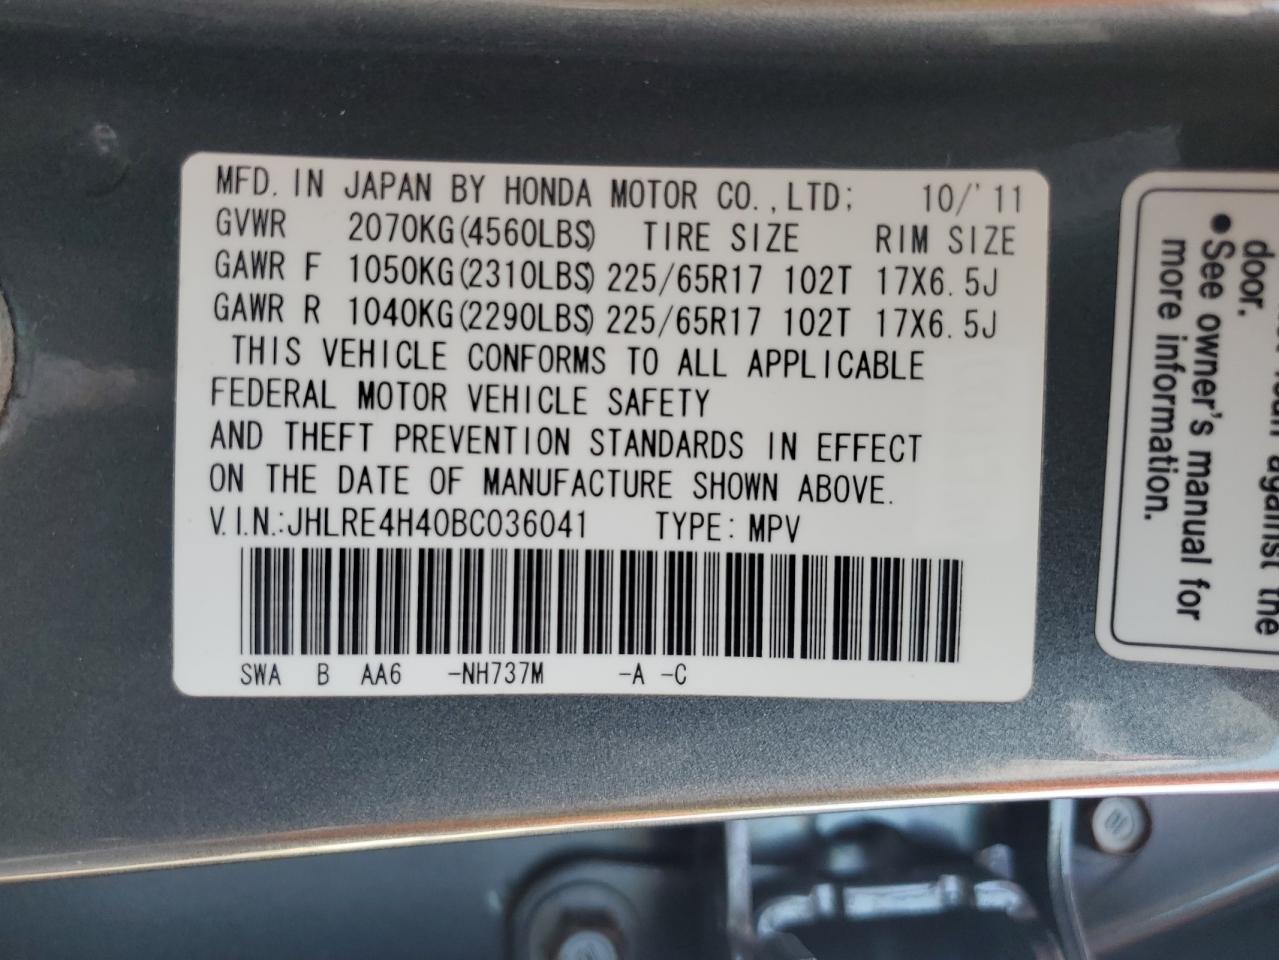 MFD. IN JAPAN BY HONDA MOTOR CO.,LTD; 10/'11
GVWR 2070KG(4560LBS) TIRE SIZE RIM SIZE
GAWR F 1050KG(2310LBS) 225/65R17 102T 17X6.5J
GAWR R 1040KG(2290LBS) 225/65R17 102T 17X6.5J
THIS VEHICLE CONFORMS TO ALL APPLICABLE
FEDERAL MOTOR VEHICLE SAFETY
AND THEFT PREVENTION STANDARDS IN EFFECT
ON THE DATE OF MANUFACTURE SHOWN ABOVE.
V.I.N.:JHLRE4H40BC036041 TYPE: MPV
SWA B AA6 -NH737M -A -C
against the
door.
●See owner's manual for
more information.